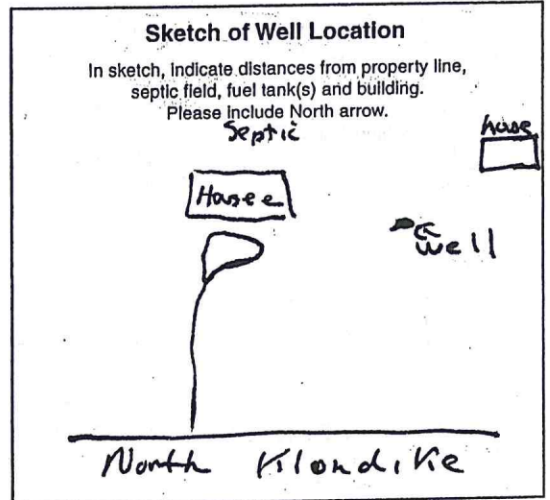 Sketch of Well Location
In sketch, indicate distances from property line,
septic field, fuel tank(s) and building.
Please include North arrow.
Septic
house
Housee
well
North Klondike